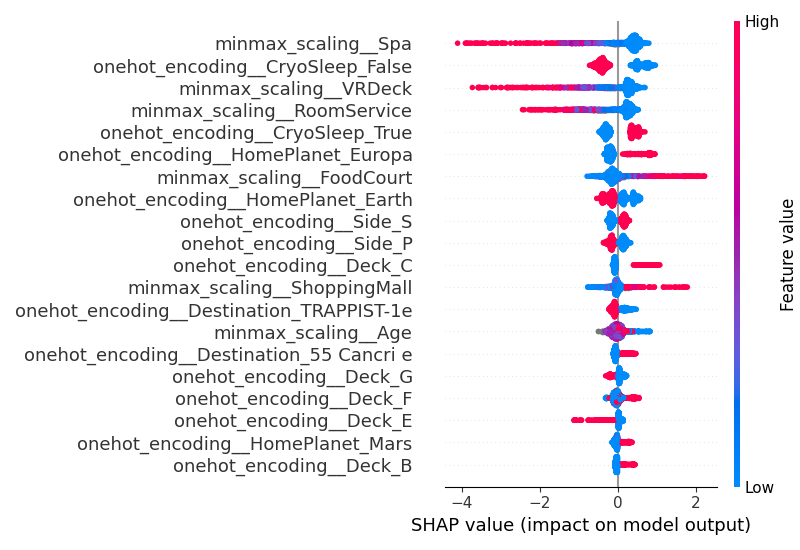 High
minmax_scaling__Spa
onehot_encoding__CryoSleep_False
minmax_scaling__VRDeck
minmax_scaling__RoomService
onehot_encoding__CryoSleep_True
onehot_encoding__HomePlanet_Europa
minmax_scaling__FoodCourt
onehot_encoding__HomePlanet_Earth
onehot_encoding__Side_S
onehot_encoding__Side_P
onehot_encoding__Deck_C
minmax_scaling__ShoppingMall
onehot_encoding__Destination_TRAPPIST-1e
minmax_scaling__Age
onehot_encoding__Destination_55 Cancri e
onehot_encoding__Deck_G
onehot_encoding__Deck_F
onehot_encoding__Deck_E
onehot_encoding__HomePlanet_Mars
onehot_encoding__Deck_B
Feature value
Low
−4 −2 0 2
SHAP value (impact on model output)